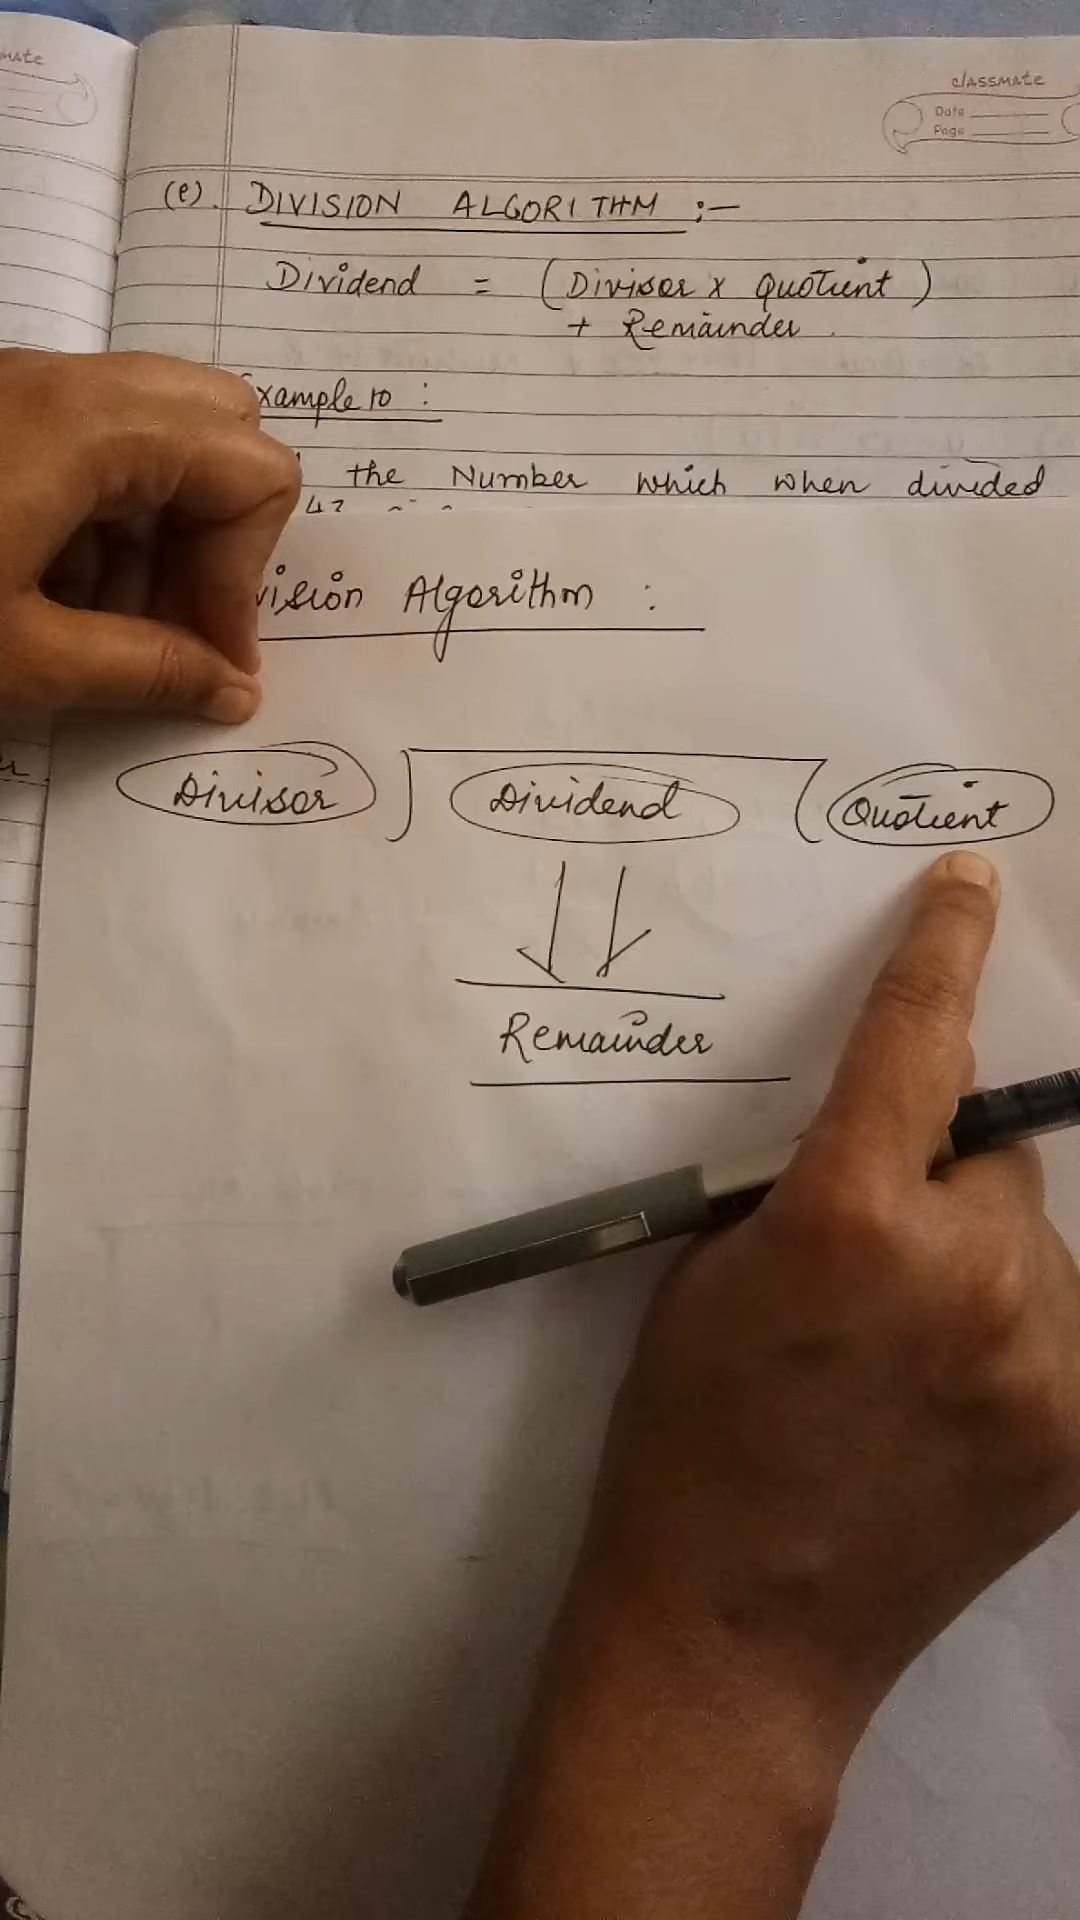 mate
classmate
Date
Page
(e). DIVISION ALGORITHM :-
Dividend = (Divisor x Quotient)
+ Remainder.
xample 10 :
the Number which when divided
vision Algorithm :
Divisor Dividend Quotient
Remainder